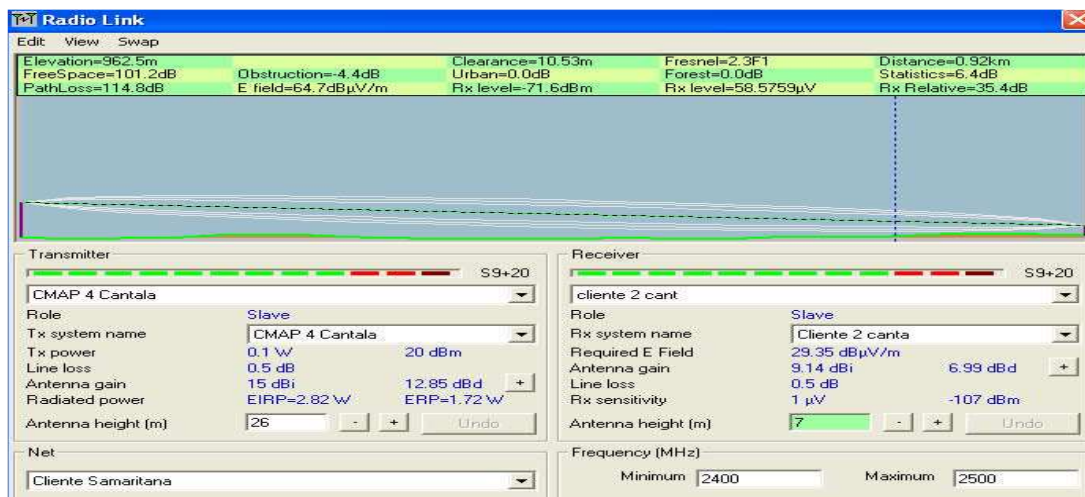 Radio Link
Edit View Swap
Elevation=962.5m Clearance=10.53m Fresnel=2.3F1 Distance=0.92km
FreeSpace=101.2dB Obstruction=-4.4dB Urban=0.0dB Forest=0.0dB Statistics=6.4dB
PathLoss=114.8dB E field=64.7dBµV/m Rx level=-71.6dBm Rx level=58.5759µV Rx Relative=35.4dB
Transmitter
S9+20
CMAP 4 Cantala
Role Slave
Tx system name CMAP 4 Cantala
Tx power 0.1 W 20 dBm
Line loss 0.5 dB
Antenna gain 15 dBi 12.85 dBd +
Radiated power EIRP=2.82 W ERP=1.72 W
Antenna height (m) 26 - + Undo
Receiver
S9+20
cliente 2 cant
Role Slave
Rx system name Cliente 2 canta
Required E Field 29.35 dBµV/m
Antenna gain 9.14 dBi 6.99 dBd +
Line loss 0.5 dB
Rx sensitivity 1 µV -107 dBm
Antenna height (m) 7 - + Undo
Net
Cliente Samaritana
Frequency (MHz)
Minimum 2400 Maximum 2500